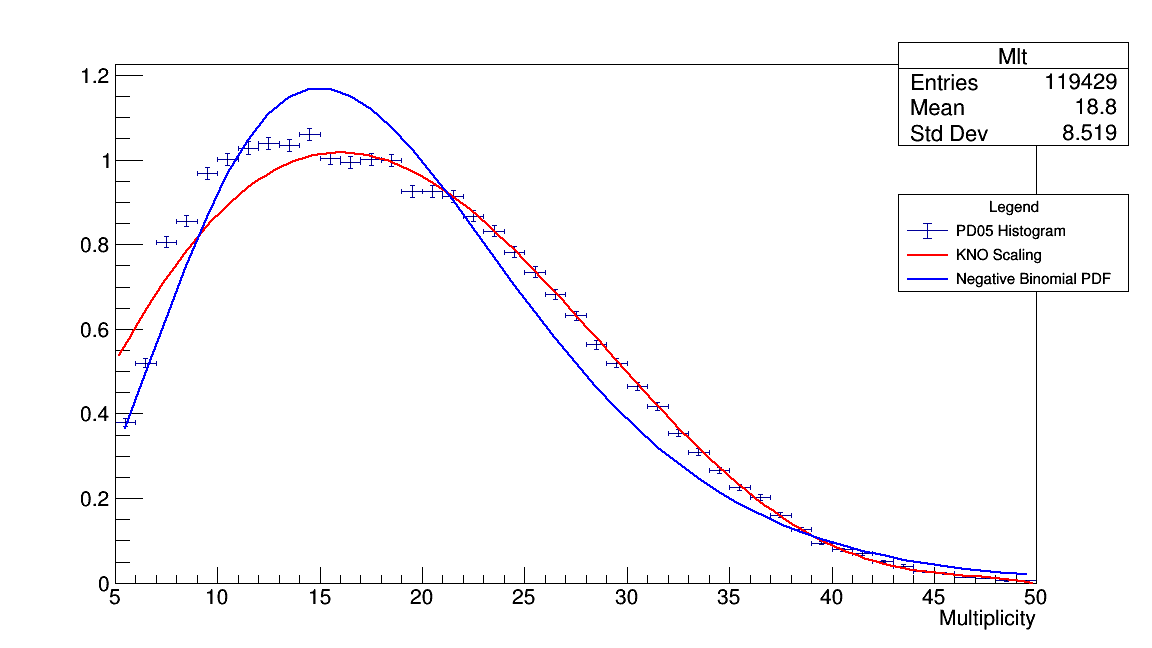 Mlt
Entries 119429
Mean 18.8
Std Dev 8.519
Legend
PD05 Histogram
KNO Scaling
Negative Binomial PDF
1.2
1
0.8
0.6
0.4
0.2
0
5 10 15 20 25 30 35 40 45 50
Multiplicity